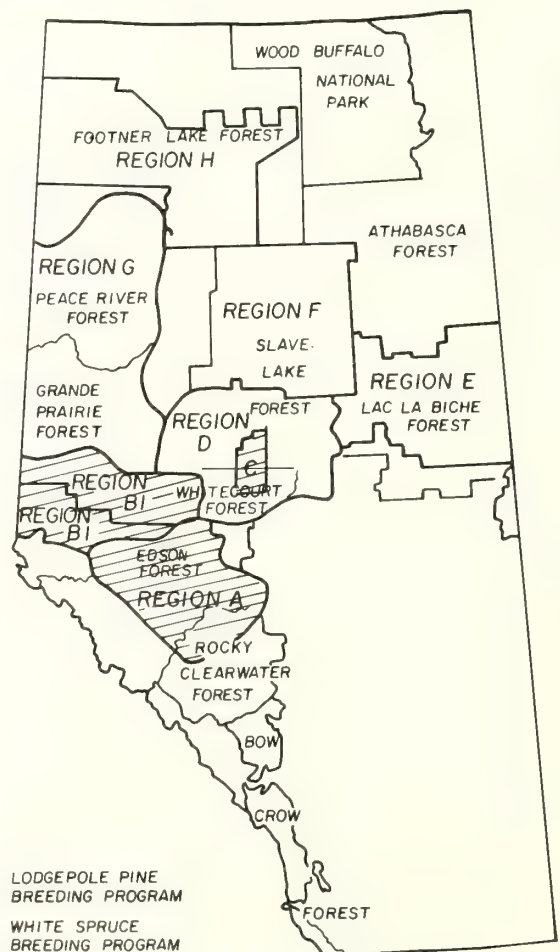 WOOD BUFFALO
NATIONAL
PARK
FOOTNER LAKE FOREST
REGION H
ATHABASCA
FOREST
REGION G
PEACE RIVER
FOREST
REGION F
SLAVE
LAKE
FOREST
REGION E
LAC LA BICHE
FOREST
GRANDE
PRAIRIE
FOREST
REGION
D
C
REGION
B1
WHITECOURT
FOREST
REGION
B1
EDSON
FOREST
REGION A
ROCKY
CLEARWATER
FOREST
BOW
CROW
FOREST
LODGEPOLE PINE
BREEDING PROGRAM
WHITE SPRUCE
BREEDING PROGRAM